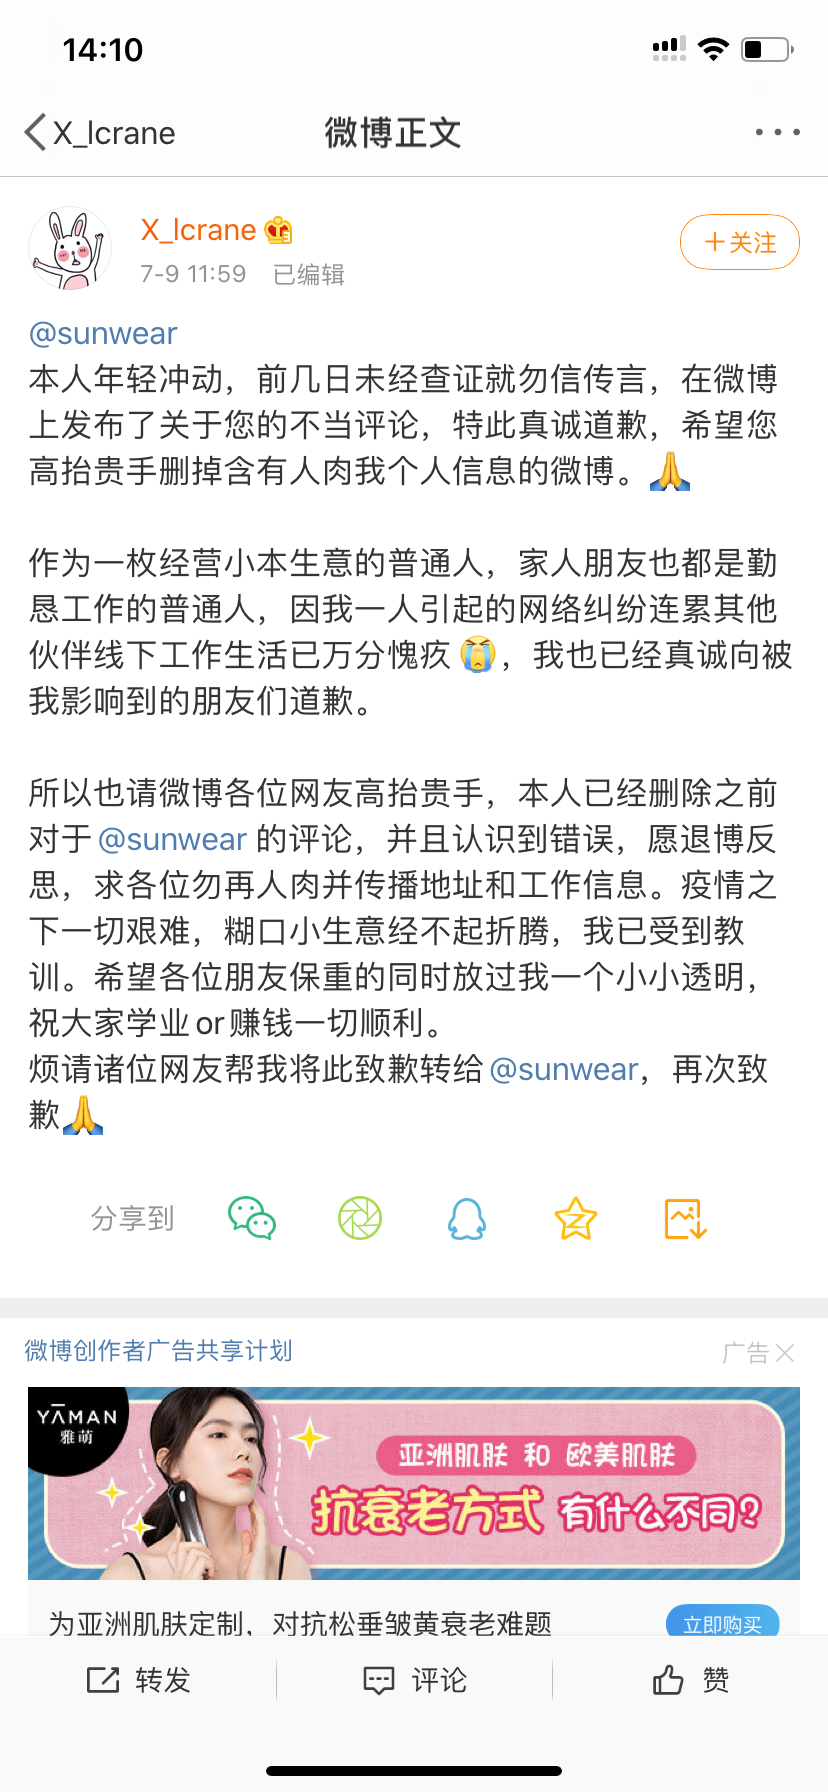 14:10
X_lcrane
微博正文
X_lcrane
7-9 11:59 已编辑
+关注
@sunwear
本人年轻冲动，前几日未经查证就勿信传言，在微博
上发布了关于您的不当评论，特此真诚道歉，希望您
高抬贵手删掉含有人肉我个人信息的微博。🙏
作为一枚经营小本生意的普通人，家人朋友也都是勤
恳工作的普通人，因我一人引起的网络纠纷连累其他
伙伴线下工作生活已万分愧疚😭，我也已经真诚向被
我影响到的朋友们道歉。
所以也请微博各位网友高抬贵手，本人已经删除之前
对于@sunwear 的评论，并且认识到错误，愿退博反
思，求各位勿再人肉并传播地址和工作信息。疫情之
下一切艰难，糊口小生意经不起折腾，我已受到教
训。希望各位朋友保重的同时放过我一个小小透明，
祝大家学业or赚钱一切顺利。
烦请诸位网友帮我将此致歉转给@sunwear，再次致
歉🙏
分享到
微博创作者广告共享计划
广告
YĀMAN
雅萌
亚洲肌肤 和 欧美肌肤
抗衰老方式 有什么不同?
为亚洲肌肤定制，对抗松垂皱黄衰老难题
立即购买
转发
评论
赞